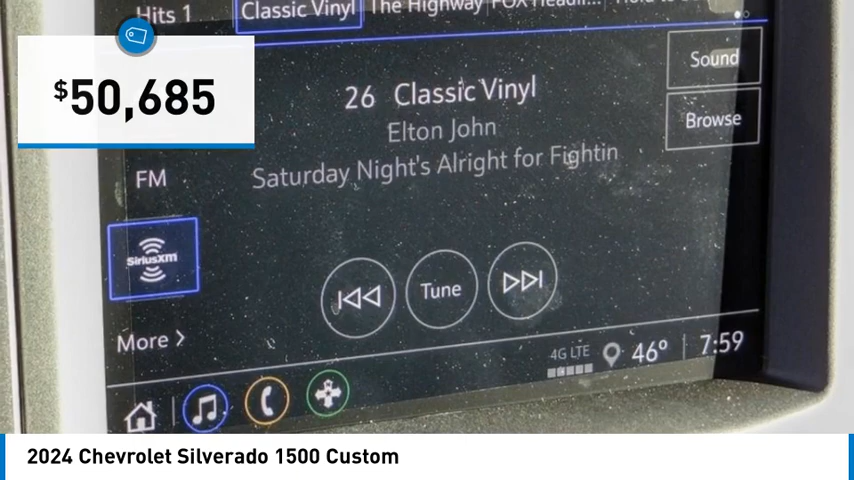 Hits 1 Classic Vinyl The Highway
$50,685
Sound
26 Classic Vinyl
Browse
Elton John
FM
Saturday Night's Alright for Fightin
SiriusXM
Tune
More >
4G LTE 46° 7:59
2024 Chevrolet Silverado 1500 Custom